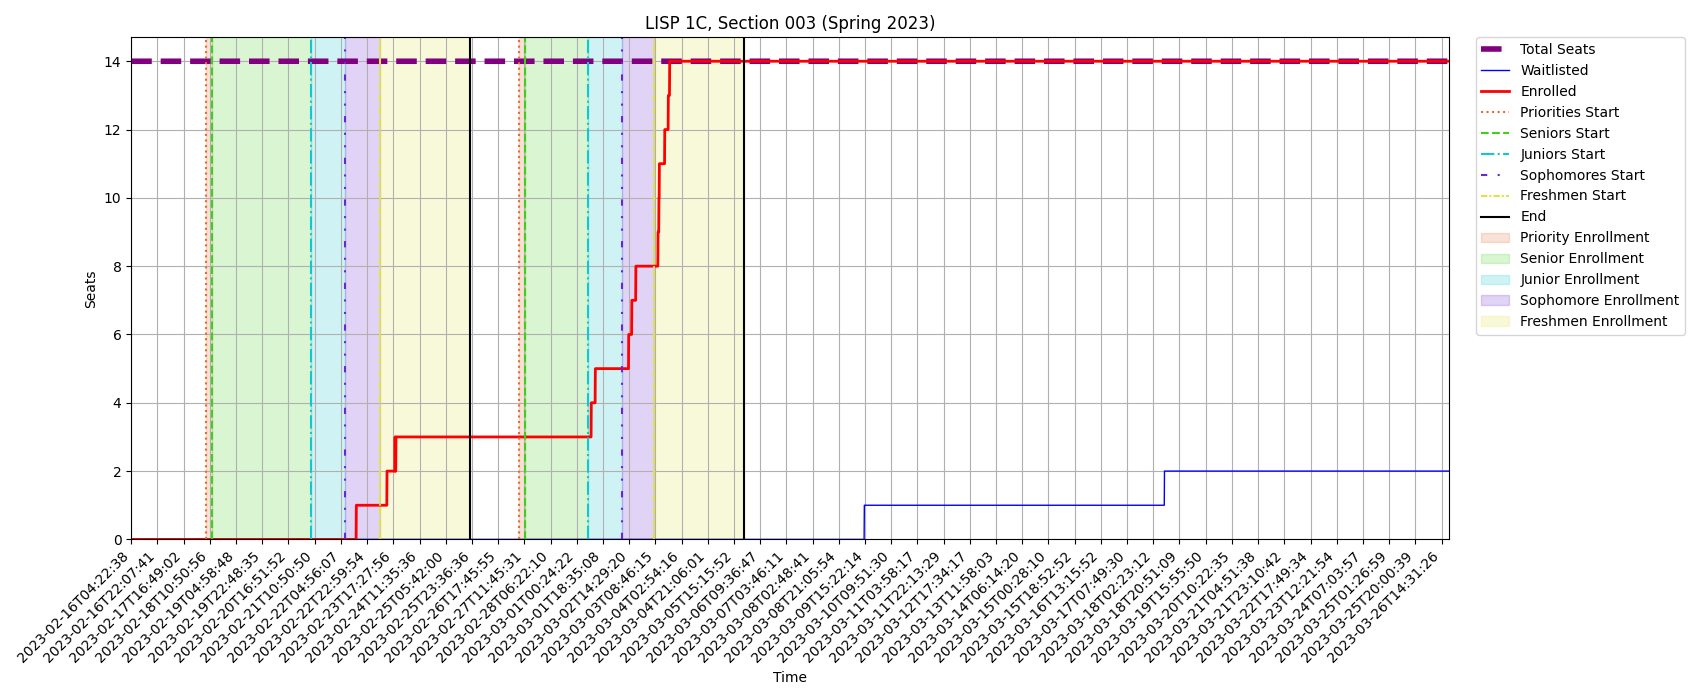 LISP 1C, Section 003 (Spring 2023)
Seats
14
12
10
8
6
4
2
0
2023-02-16T04:22:38
2023-02-16T22:07:41
2023-02-17T16:49:02
2023-02-18T10:50:56
2023-02-19T04:58:48
2023-02-19T22:48:35
2023-02-20T16:51:52
2023-02-21T10:50:50
2023-02-22T04:56:07
2023-02-22T22:59:54
2023-02-23T17:27:56
2023-02-24T11:35:36
2023-02-25T05:42:00
2023-02-25T23:36:36
2023-02-26T17:45:55
2023-02-27T11:45:31
2023-02-28T06:22:10
2023-03-01T00:24:22
2023-03-01T18:35:08
2023-03-02T14:29:20
2023-03-03T08:46:15
2023-03-04T02:54:16
2023-03-04T21:06:01
2023-03-05T15:15:52
2023-03-06T09:36:47
2023-03-07T03:46:11
2023-03-08T02:48:41
2023-03-08T21:05:54
2023-03-09T15:22:14
2023-03-10T09:51:30
2023-03-11T03:58:17
2023-03-11T22:13:29
2023-03-12T17:34:17
2023-03-13T11:58:03
2023-03-14T06:14:20
2023-03-15T00:28:10
2023-03-15T18:52:52
2023-03-16T13:15:52
2023-03-17T07:49:30
2023-03-18T02:23:12
2023-03-18T20:51:09
2023-03-19T15:55:50
2023-03-20T10:22:35
2023-03-21T04:51:38
2023-03-21T23:10:42
2023-03-22T17:49:34
2023-03-23T12:21:54
2023-03-24T07:03:57
2023-03-25T01:26:59
2023-03-25T20:00:39
2023-03-26T14:31:26
Time
Total Seats
Waitlisted
Enrolled
Priorities Start
Seniors Start
Juniors Start
Sophomores Start
Freshmen Start
End
Priority Enrollment
Senior Enrollment
Junior Enrollment
Sophomore Enrollment
Freshmen Enrollment